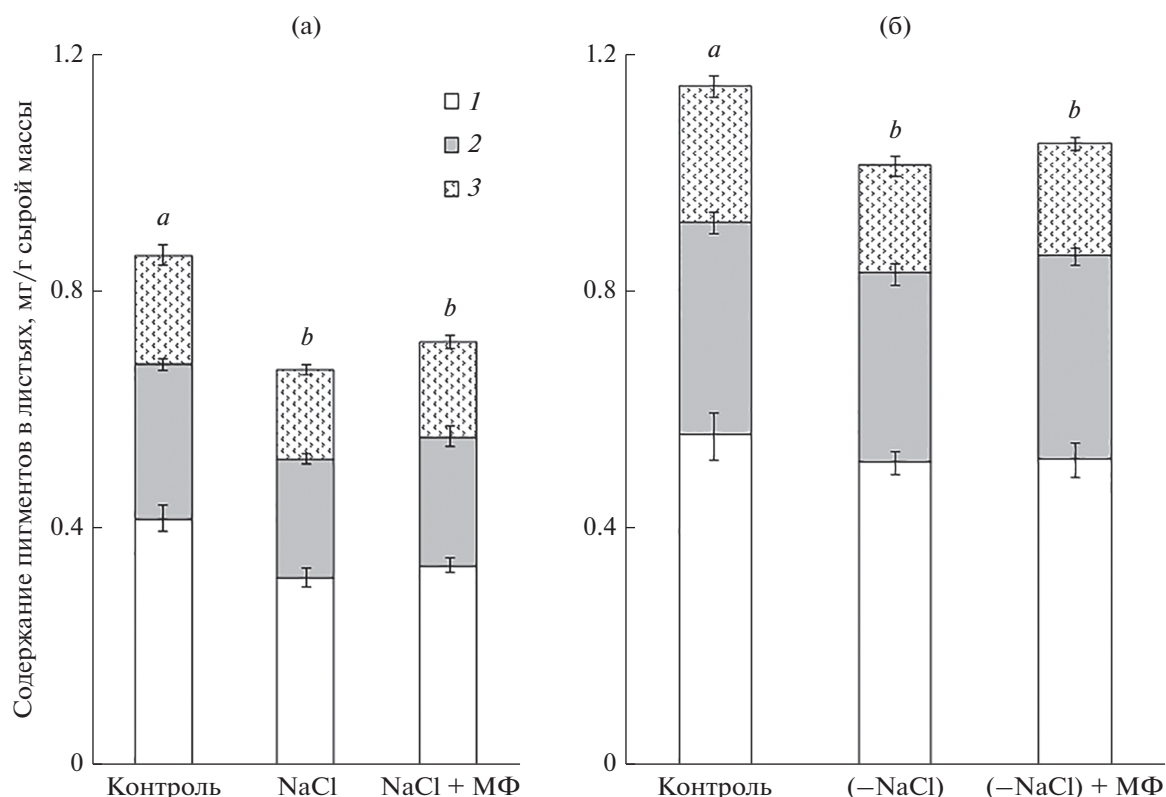 (а)
1.2
1
2
3
a
b
b
0.8
0.4
0
Контроль NaCl NaCl + МФ
Содержание пигментов в листьях, мг/г сырой массы
(б)
1.2
a
b
b
0.8
0.4
0
Контроль (−NaCl) (−NaCl) + МФ